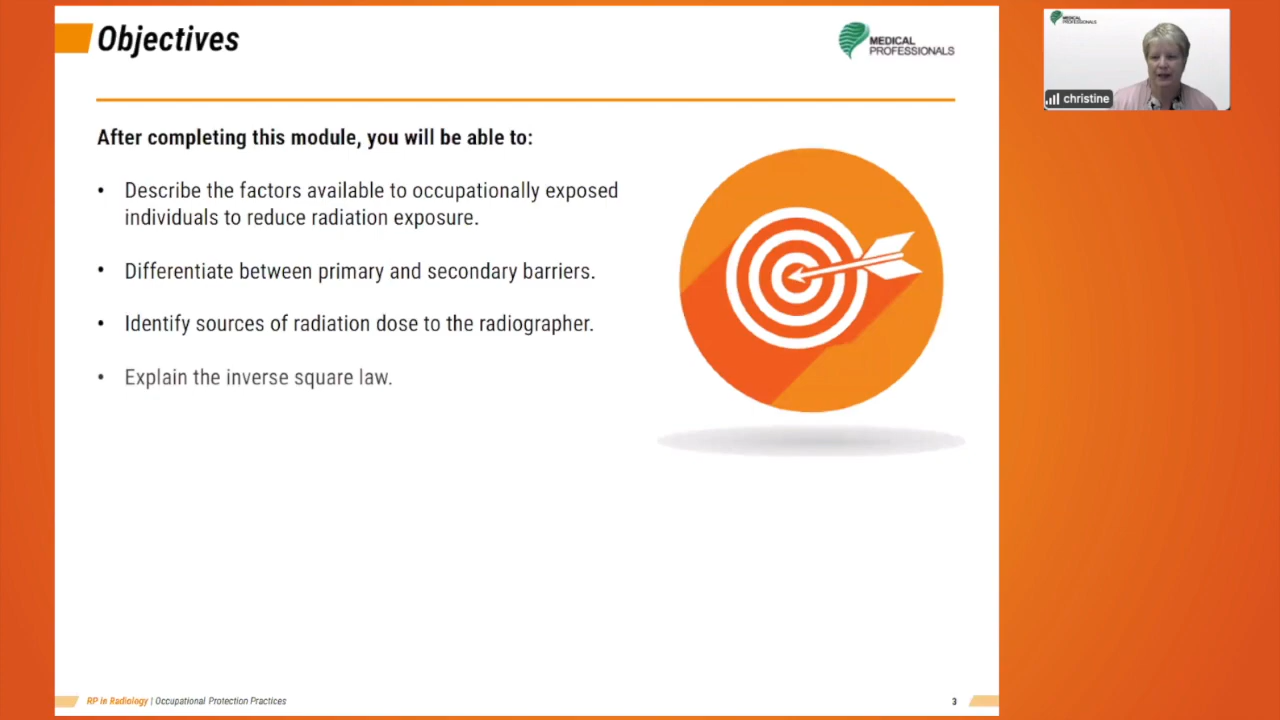 Objectives
MEDICAL
PROFESSIONALS
After completing this module, you will be able to:
• Describe the factors available to occupationally exposed
individuals to reduce radiation exposure.
• Differentiate between primary and secondary barriers.
• Identify sources of radiation dose to the radiographer.
• Explain the inverse square law.
RP in Radiology | Occupational Protection Practices
3
MEDICAL
PROFESSIONALS
christine